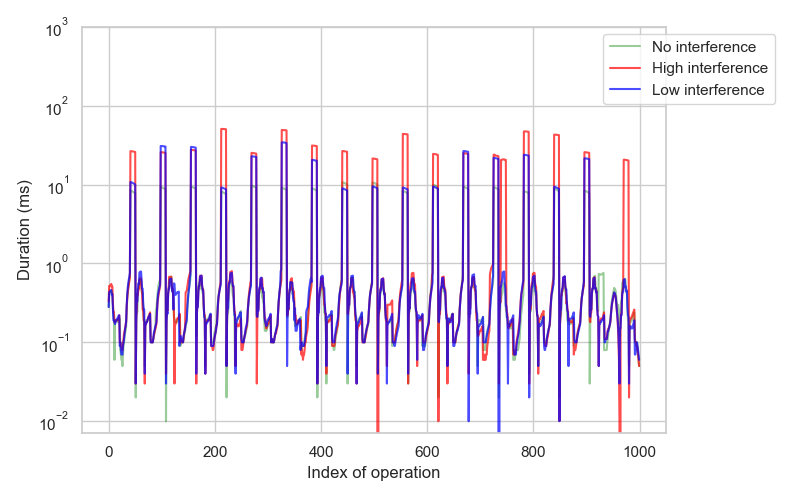 No interference
High interference
Low interference
Duration (ms)
10³
10²
10¹
10⁰
10⁻¹
10⁻²
0 200 400 600 800 1000
Index of operation